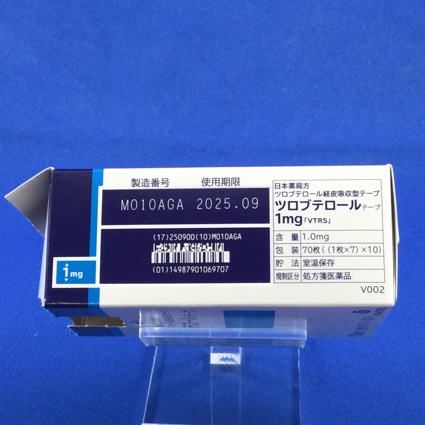 製造番号 使用期限
MO10AGA 2025.09
(17)250900(10)MO10AGA
(01)14987901069707
日本薬局方
ツロブテロール経皮吸収型テープ
ツロブテロールテープ
1mg「VTRS」
含量 1.0mg
包装 70枚((1枚×7)×10)
貯法 室温保存
規制区分 処方箋医薬品
V002
1mg